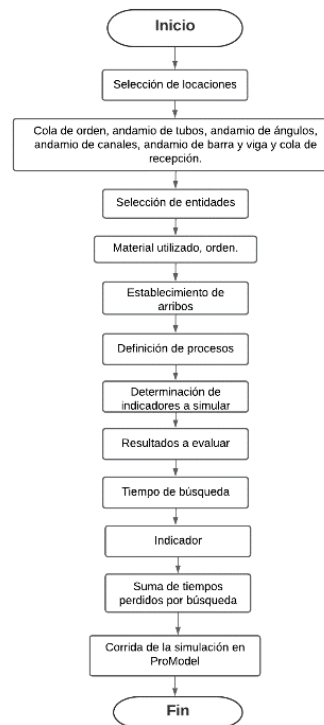 Inicio
Selección de locaciones
Cola de orden, andamio de tubos, andamio de ángulos,
andamio de canales, andamio de barra y viga y cola de
recepción.
Selección de entidades
Material utilizado, orden.
Establecimiento de
arribos
Definición de procesos
Determinación de
indicadores a simular
Resultados a evaluar
Tiempo de búsqueda
Indicador
Suma de tiempos
perdidos por búsqueda
Corrida de la simulación en
ProModel
Fin